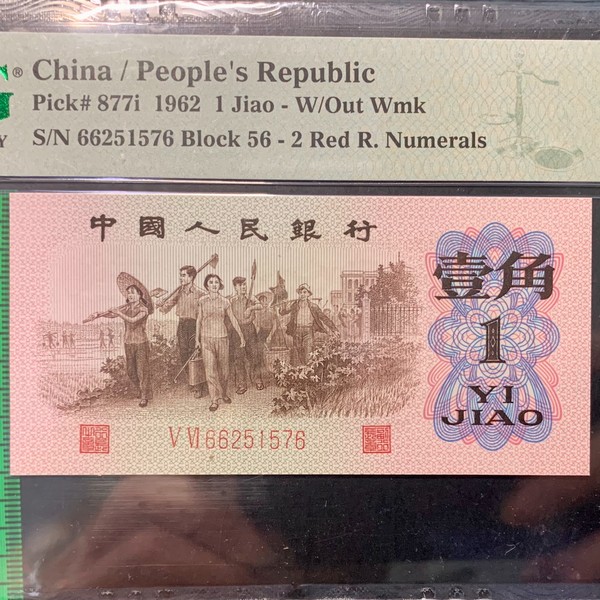 China / People's Republic
Pick# 877i 1962 1 Jiao - W/Out Wmk
S/N 66251576 Block 56 - 2 Red R. Numerals
中國人民銀行
壹角
1
YI
JIAO
V VI 66251576